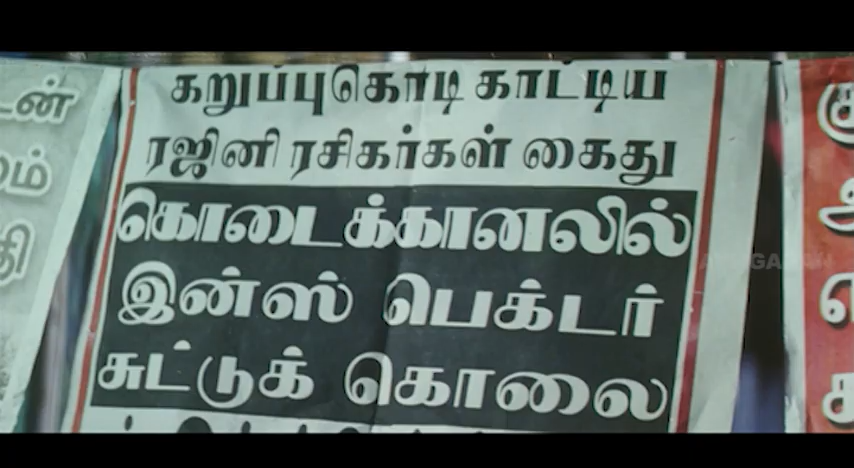 கறுப்புகொடி காட்டிய
ரஜினி ரசிகர்கள் கைது
கொடைக்கானலில்
இன்ஸ் பெக்டர்
சுட்டுக் கொலை